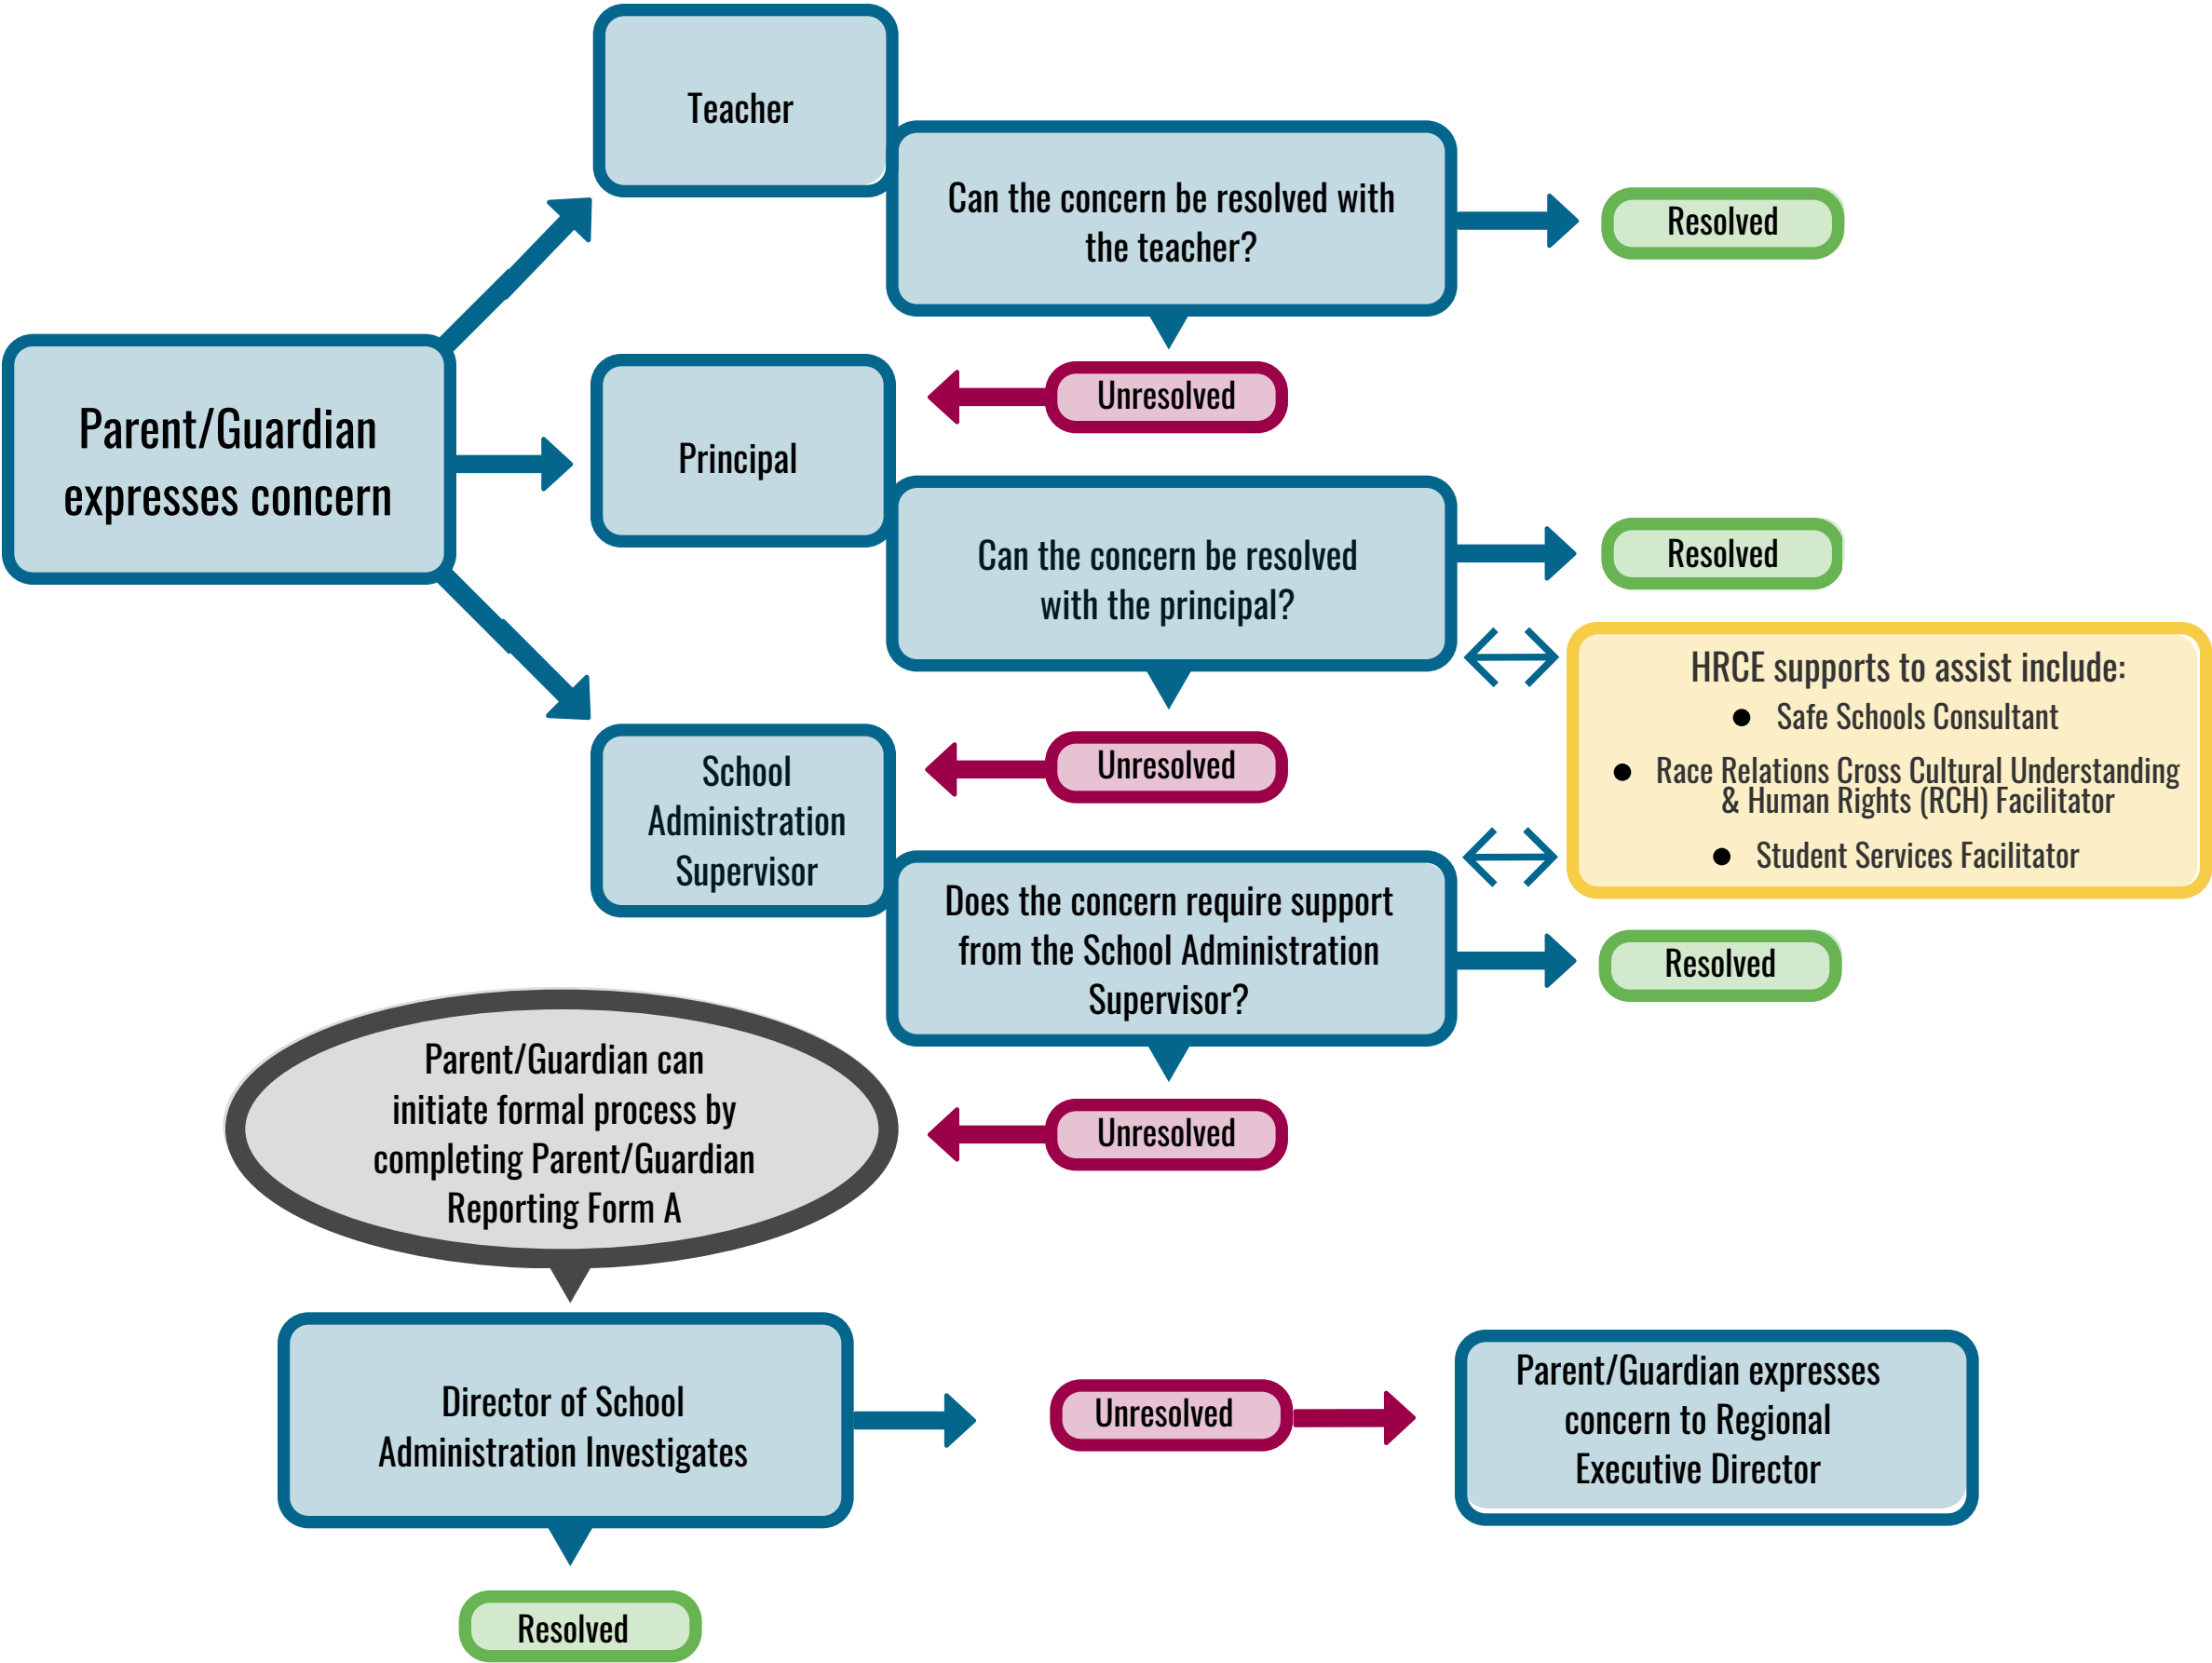 Teacher
Can the concern be resolved with
the teacher?
Resolved
Unresolved
Parent/Guardian
expresses concern
Principal
Can the concern be resolved
with the principal?
Resolved
HRCE supports to assist include:
● Safe Schools Consultant
● Race Relations Cross Cultural Understanding
& Human Rights (RCH) Facilitator
● Student Services Facilitator
Unresolved
School
Administration
Supervisor
Does the concern require support
from the School Administration
Supervisor?
Resolved
Unresolved
Parent/Guardian can
initiate formal process by
completing Parent/Guardian
Reporting Form A
Director of School
Administration Investigates
Unresolved
Parent/Guardian expresses
concern to Regional
Executive Director
Resolved